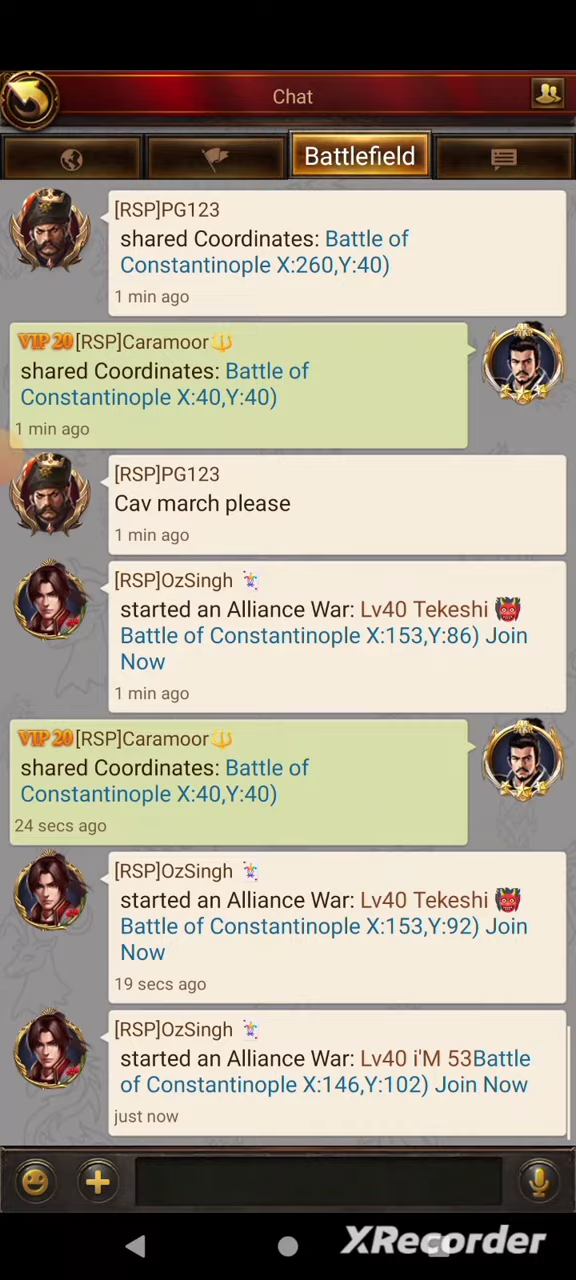 Chat
Battlefield
[RSP]PG123
shared Coordinates: Battle of
Constantinople X:260,Y:40)
1 min ago
VIP 20[RSP]Caramoor🔱
shared Coordinates: Battle of
Constantinople X:40,Y:40)
1 min ago
[RSP]PG123
Cav march please
1 min ago
[RSP]OzSingh 🃏
started an Alliance War: Lv40 Tekeshi 👹
Battle of Constantinople X:153,Y:86) Join
Now
1 min ago
VIP 20[RSP]Caramoor🔱
shared Coordinates: Battle of
Constantinople X:40,Y:40)
24 secs ago
[RSP]OzSingh 🃏
started an Alliance War: Lv40 Tekeshi 👹
Battle of Constantinople X:153,Y:92) Join
Now
19 secs ago
[RSP]OzSingh 🃏
started an Alliance War: Lv40 i'M 53Battle
of Constantinople X:146,Y:102) Join Now
just now
XRecorder